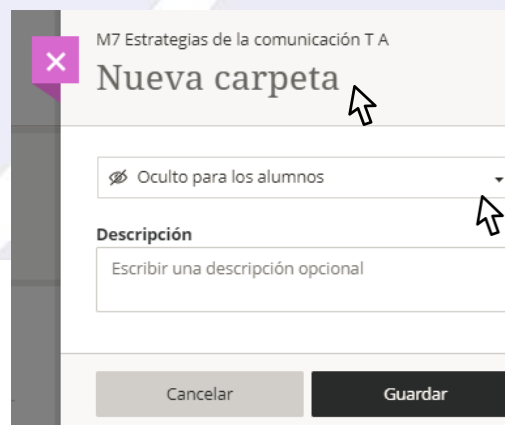 M7 Estrategias de la comunicación T A
Nueva carpeta
Oculto para los alumnos
Descripción
Escribir una descripción opcional
Cancelar
Guardar